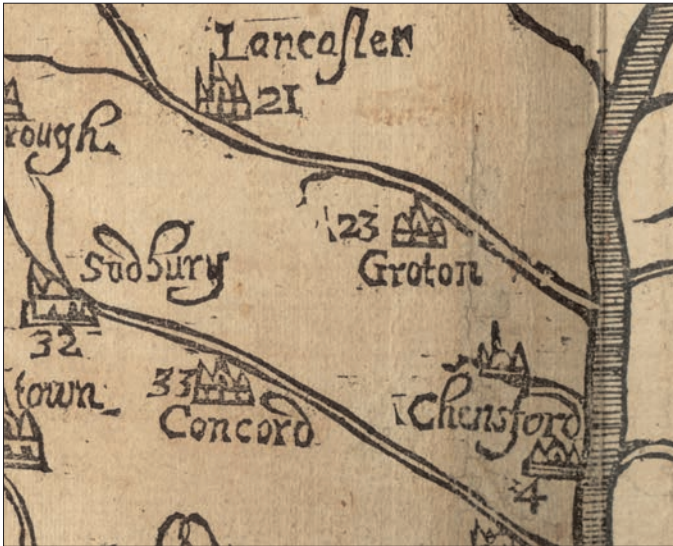 Lancaster
21
rough.
23
Groton
Sudbury
32
33
Concord
town
Chensford
4